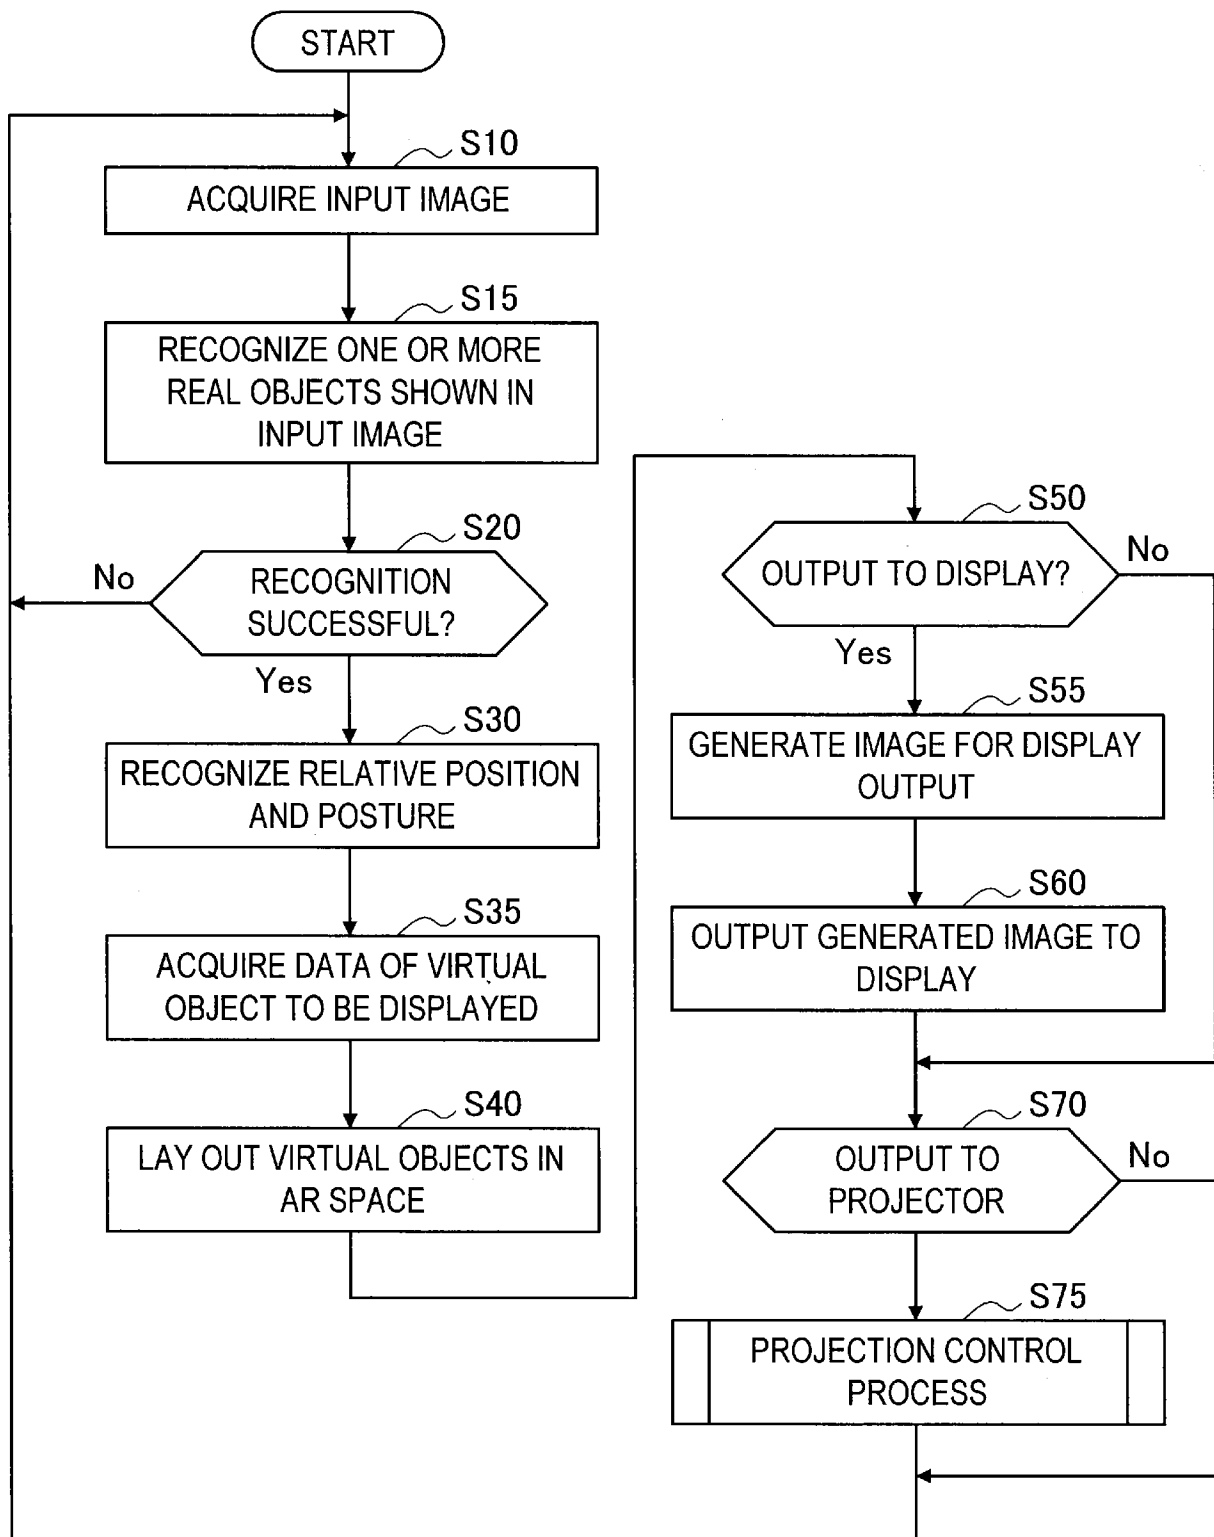 START
S10
ACQUIRE INPUT IMAGE
S15
RECOGNIZE ONE OR MORE
REAL OBJECTS SHOWN IN
INPUT IMAGE
S20
No
RECOGNITION
SUCCESSFUL?
Yes
S30
RECOGNIZE RELATIVE POSITION
AND POSTURE
S35
ACQUIRE DATA OF VIRTUAL
OBJECT TO BE DISPLAYED
S40
LAY OUT VIRTUAL OBJECTS IN
AR SPACE
S50
OUTPUT TO DISPLAY?
No
Yes
S55
GENERATE IMAGE FOR DISPLAY
OUTPUT
S60
OUTPUT GENERATED IMAGE TO
DISPLAY
S70
OUTPUT TO
PROJECTOR
No
S75
PROJECTION CONTROL
PROCESS